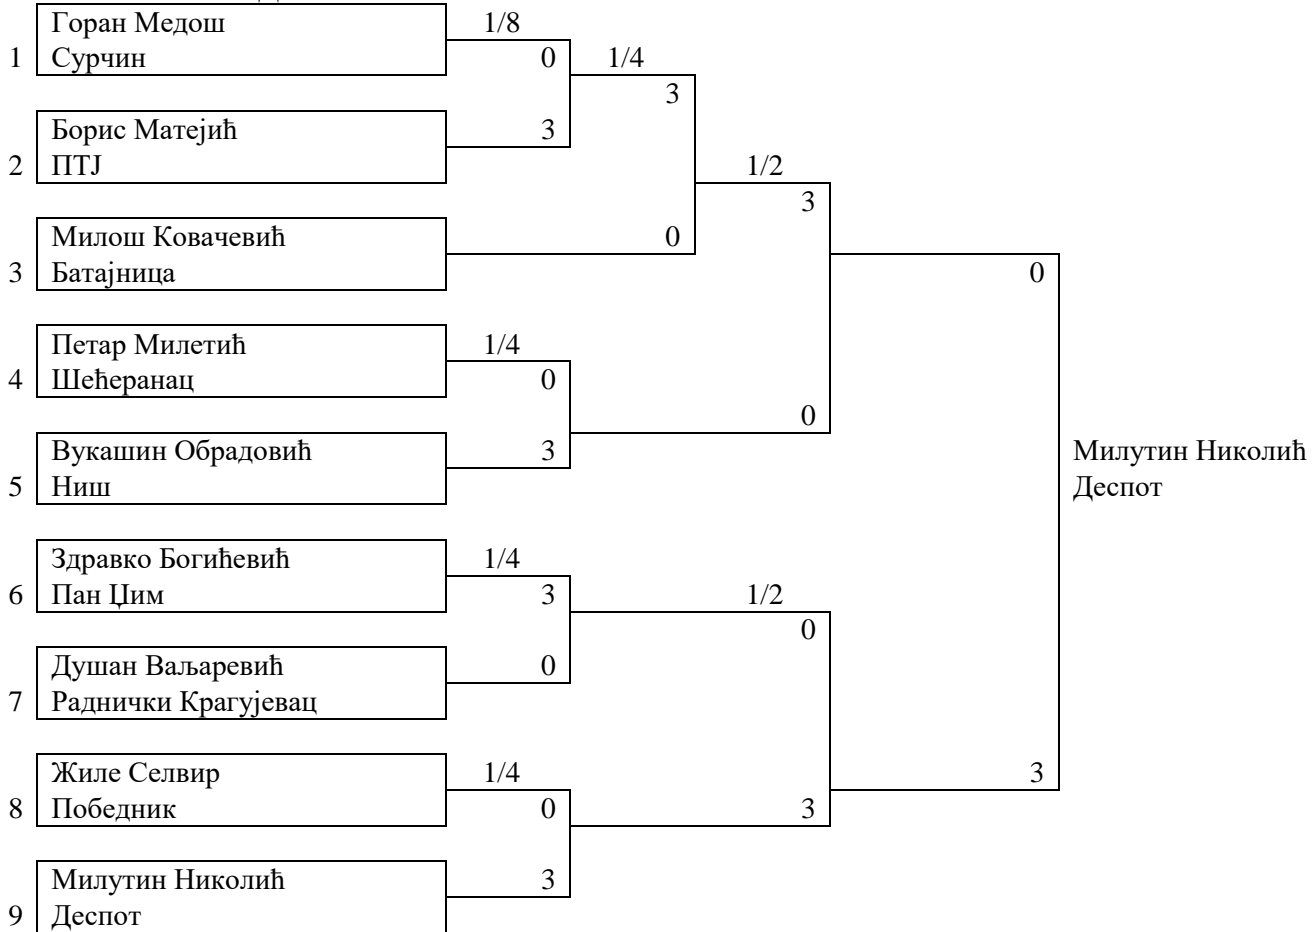 Горан Медош
1/8
1
Сурчин
0
1/4
3
Борис Матејић
3
2
ПТЈ
1/2
3
Милош Ковачевић
0
3
Батајница
0
Петар Милетић
1/4
4
Шећеранац
0
0
Вукашин Обрадовић
3
Милутин Николић
5
Ниш
Деспот
Здравко Богићевић
1/4
6
Пан Џим
3
1/2
0
Душан Ваљаревић
0
7
Раднички Крагујевац
Жиле Селвир
1/4
3
8
Победник
0
3
Милутин Николић
3
9
Деспот